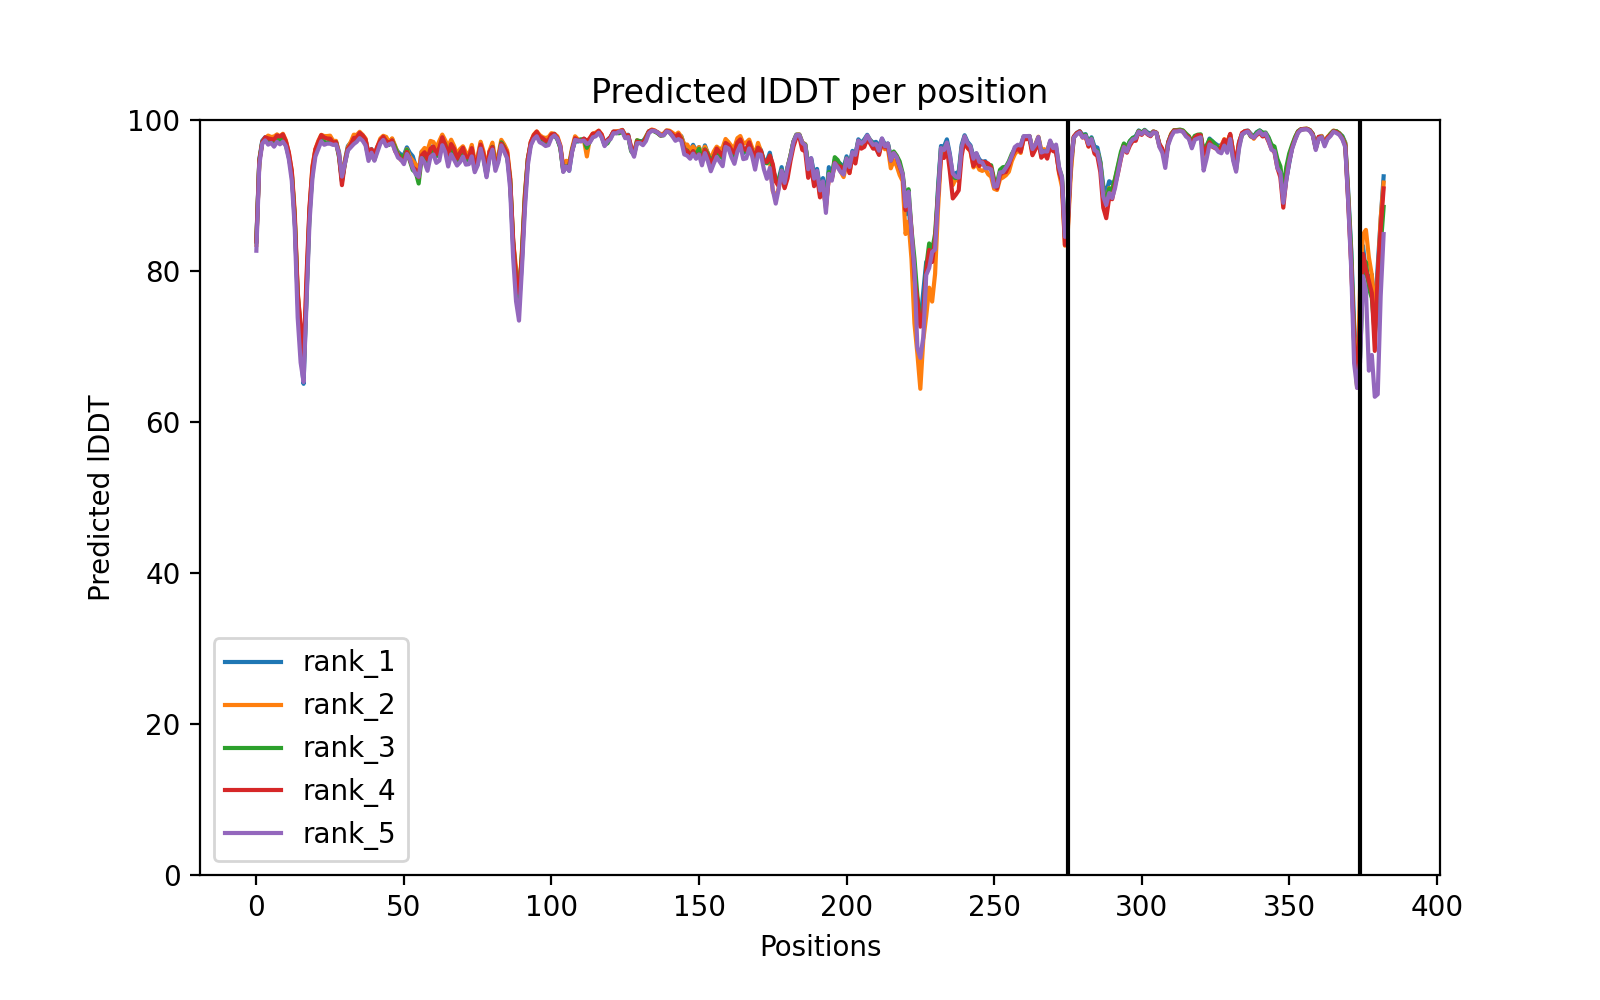 Predicted lDDT per position
Predicted lDDT
100
80
60
40
20
0
rank_1
rank_2
rank_3
rank_4
rank_5
0 50 100 150 200 250 300 350 400
Positions